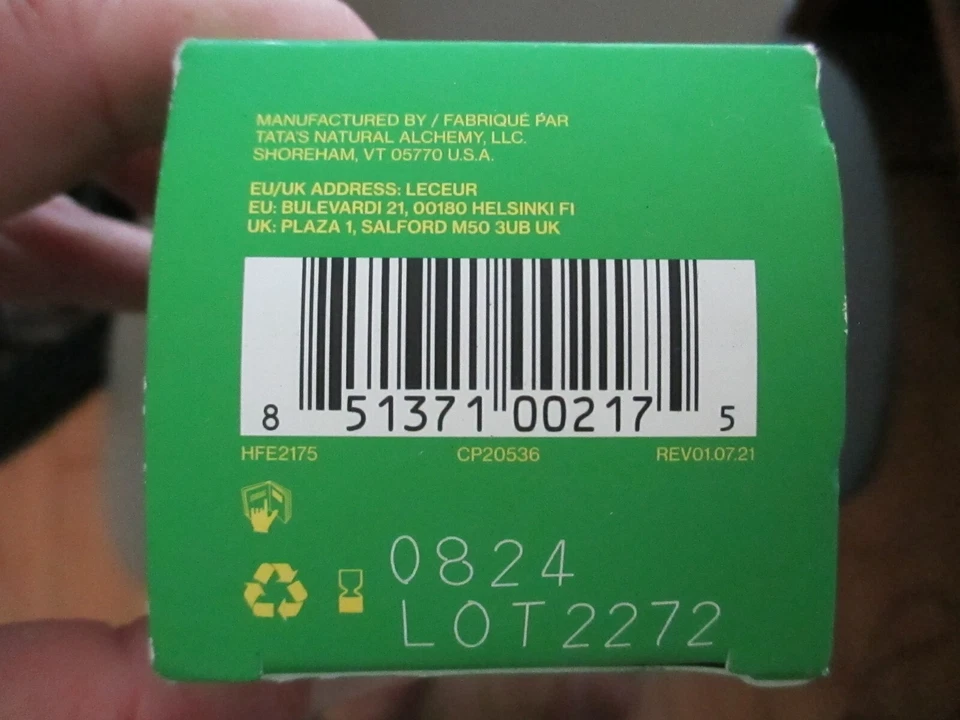 MANUFACTURED BY / FABRIQUÉ PAR
TATA'S NATURAL ALCHEMY, LLC.
SHOREHAM, VT 05770 U.S.A.
EU/UK ADDRESS: LECEUR
EU: BULEVARDI 21, 00180 HELSINKI FI
UK: PLAZA 1, SALFORD M50 3UB UK
8 51371 00217 5
HFE2175 CP20536 REV01.07.21
0824
LOT2272